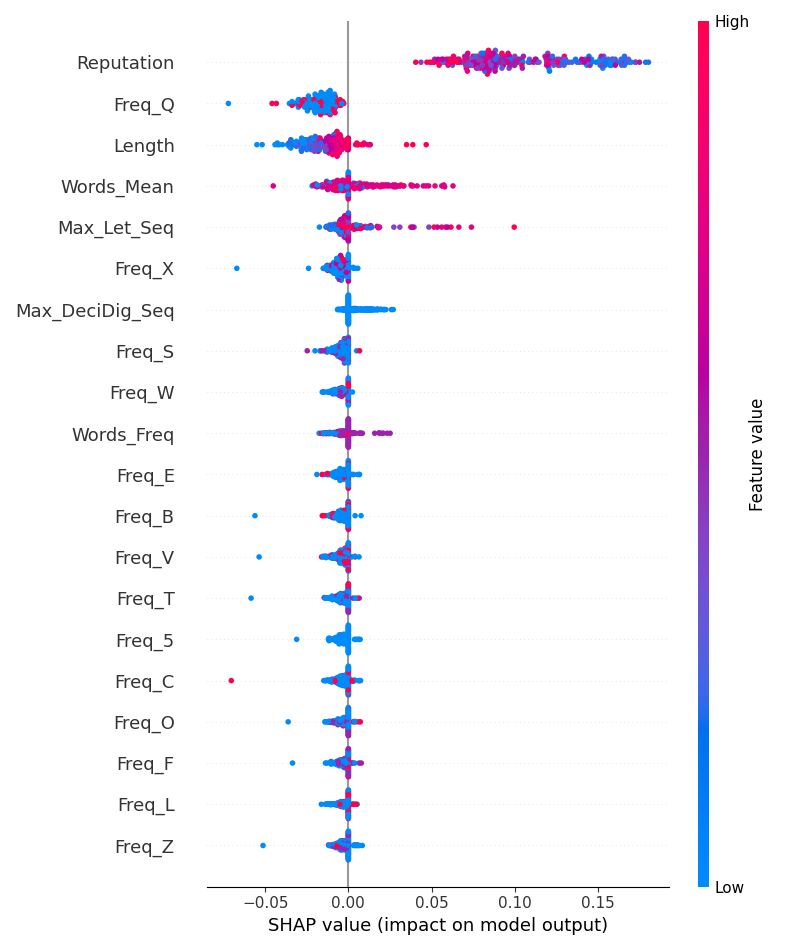 High
Reputation
Freq_Q
Length
Words_Mean
Max_Let_Seq
Freq_X
Max_DeciDig_Seq
Freq_S
Freq_W
Words_Freq
Freq_E
Freq_B
Freq_V
Freq_T
Freq_5
Freq_C
Freq_O
Freq_F
Freq_L
Freq_Z
Feature value
Low
−0.05 0.00 0.05 0.10 0.15
SHAP value (impact on model output)